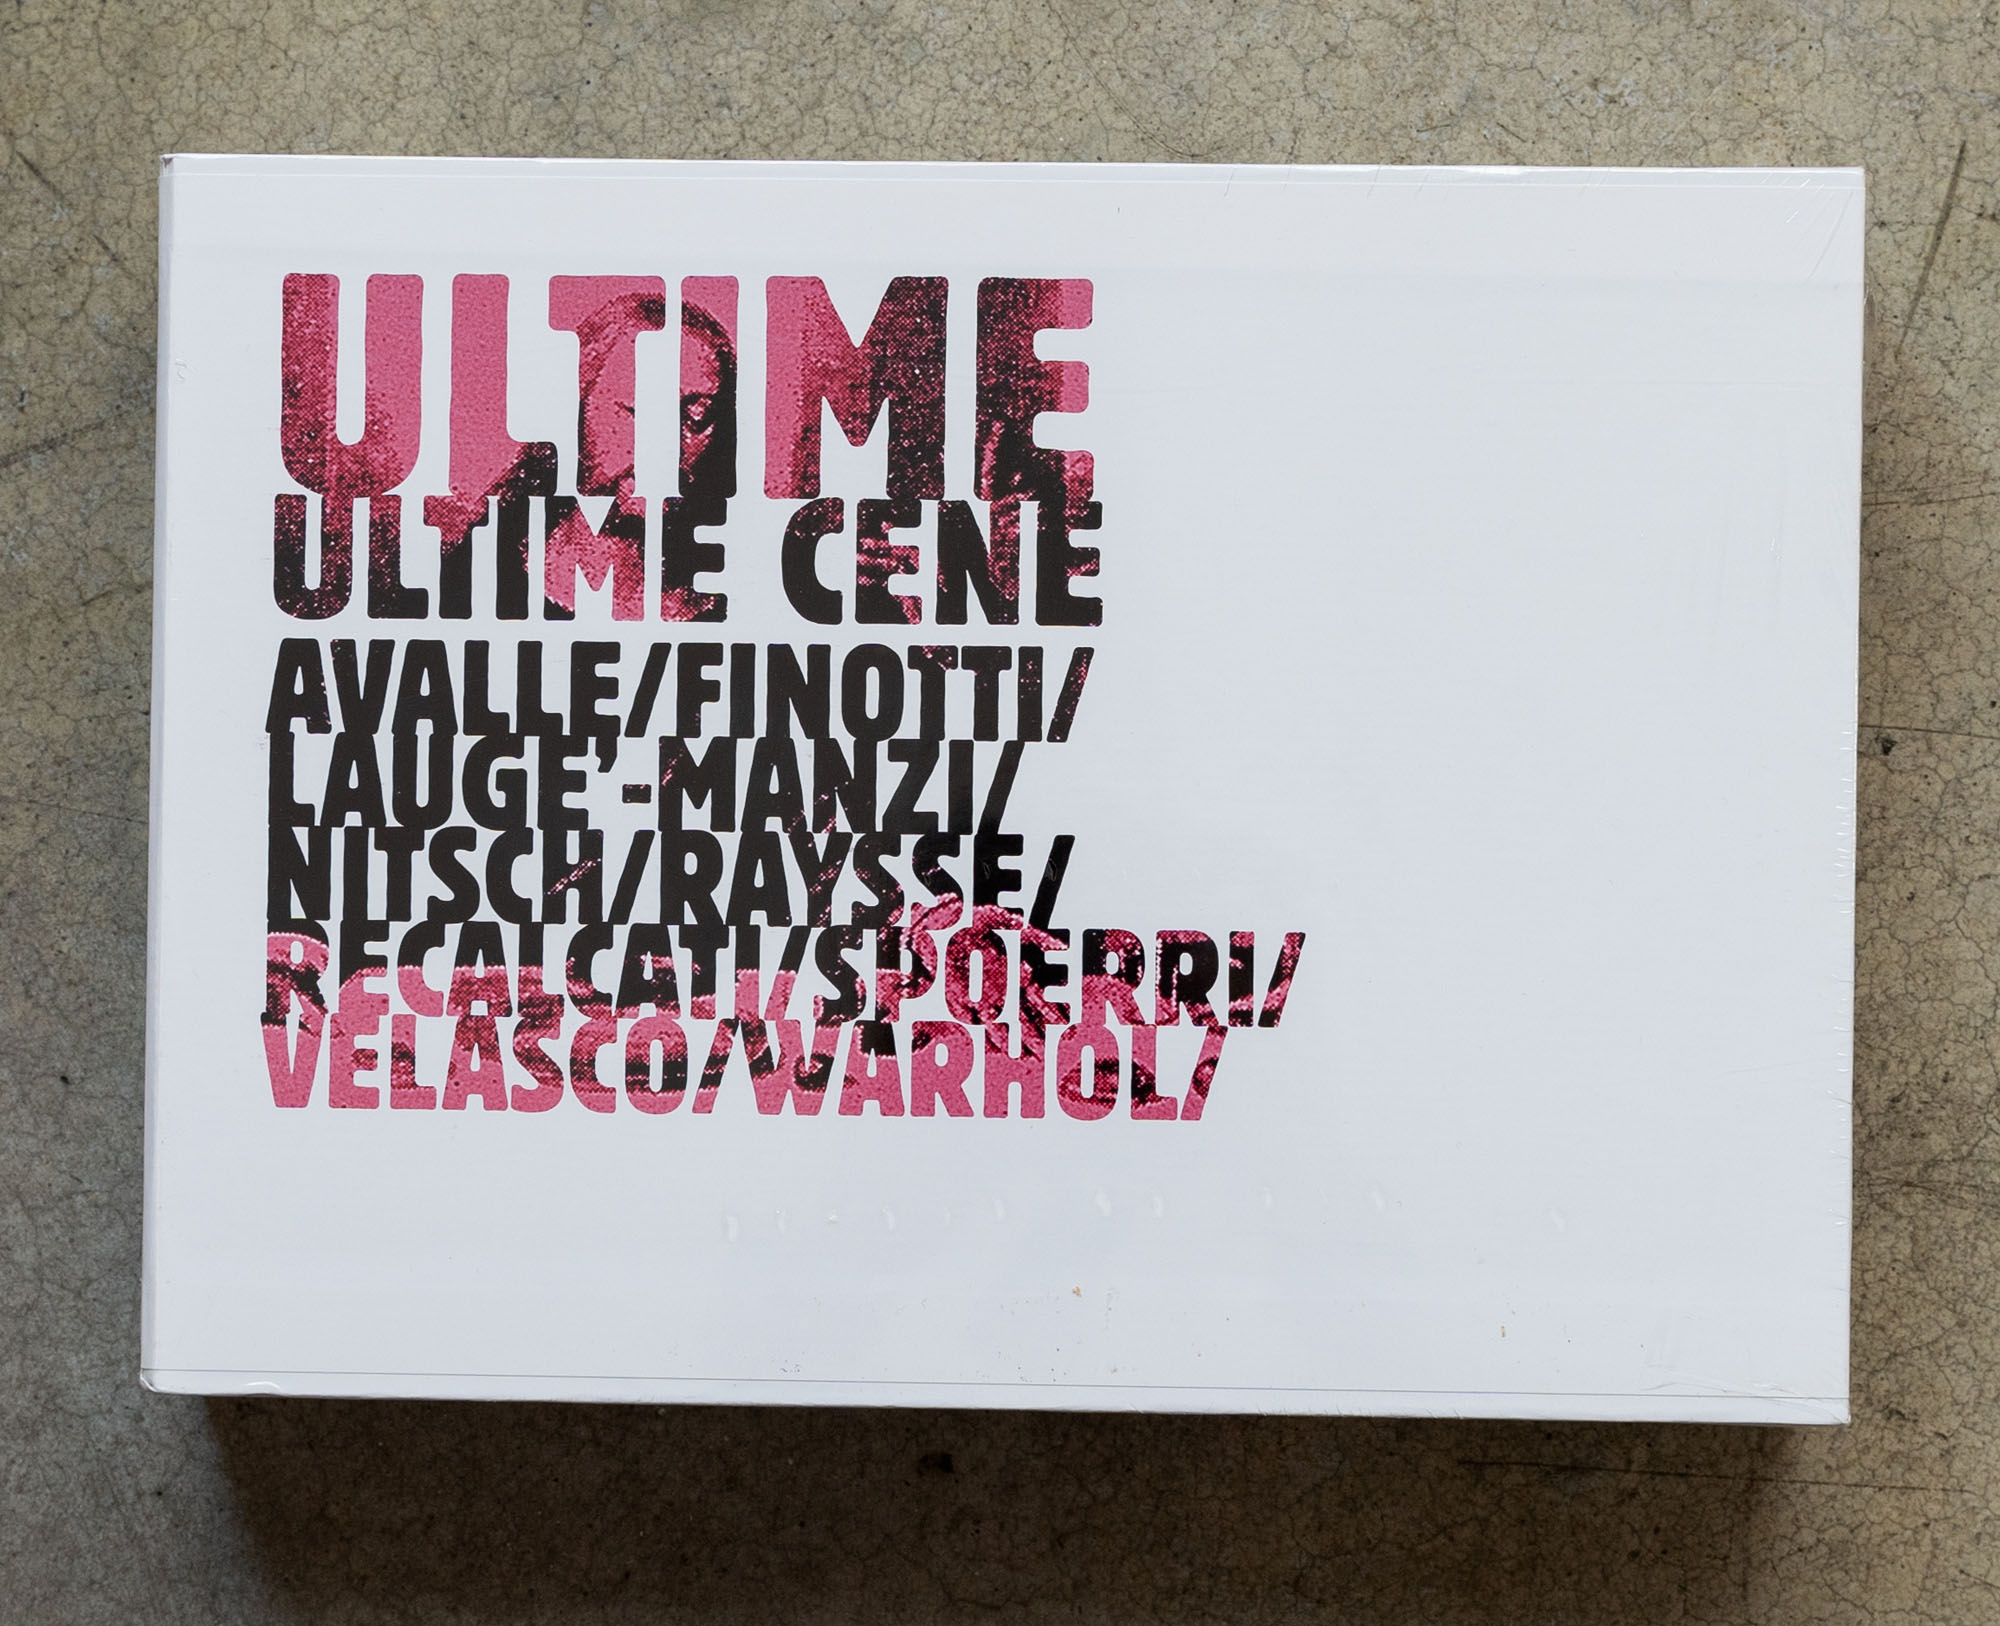 ULTIME
ULTIME CENE
AVALLE/FINOTTI/
LAUGE'-MANZI/
NITSCH/RAYSSE/
RECALCATI/SPOERRI/
VELASCO/WARHOL/